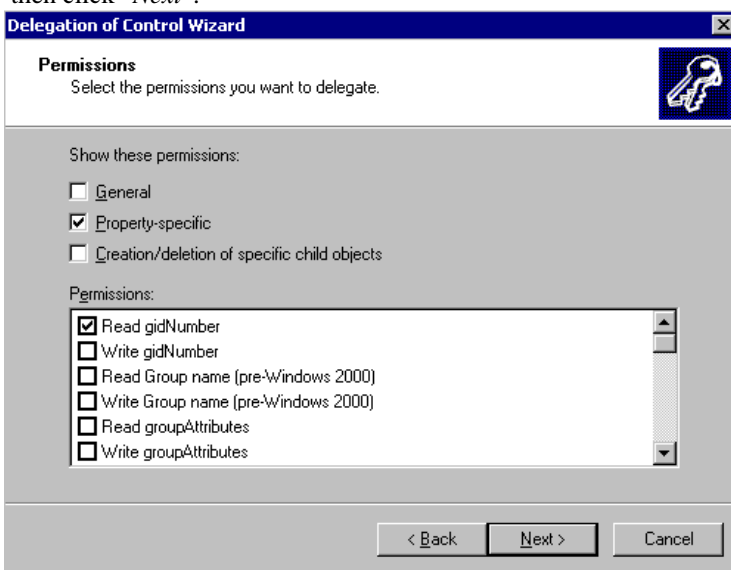 then click "Next".
Delegation of Control Wizard
Permissions
Select the permissions you want to delegate.
Show these permissions:
General
Property-specific
Creation/deletion of specific child objects
Permissions:
Read gidNumber
Write gidNumber
Read Group name (pre-Windows 2000)
Write Group name (pre-Windows 2000)
Read groupAttributes
Write groupAttributes
< Back Next > Cancel